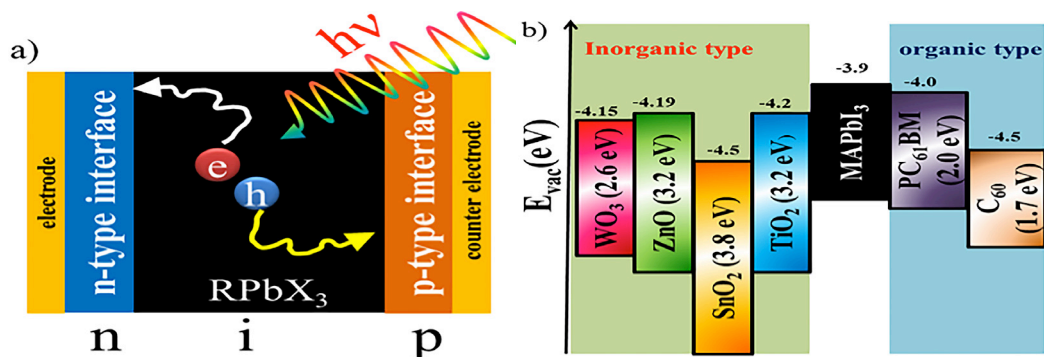 a)
hν
electrode
n-type interface
e
h
RPbX₃
p-type interface
counter electrode
n
i
p
b)
E_vac(eV)
Inorganic type
organic type
-4.15
WO₃ (2.6 eV)
-4.19
ZnO (3.2 eV)
-4.5
SnO₂ (3.8 eV)
-4.2
TiO₂ (3.2 eV)
-3.9
MAPbI₃
-4.0
PC₆₁BM
(2.0 eV)
-4.5
C₆₀
(1.7 eV)